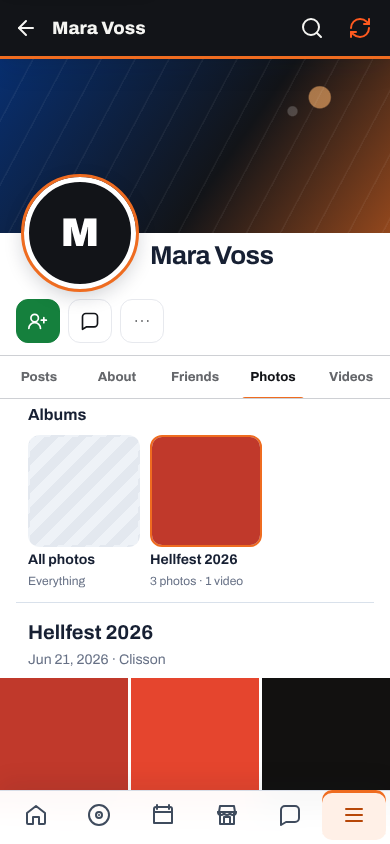 Mara Voss
M
Mara Voss
Posts About Friends Photos Videos
Albums
All photos Hellfest 2026
Everything 3 photos · 1 video
Hellfest 2026
Jun 21, 2026 · Clisson